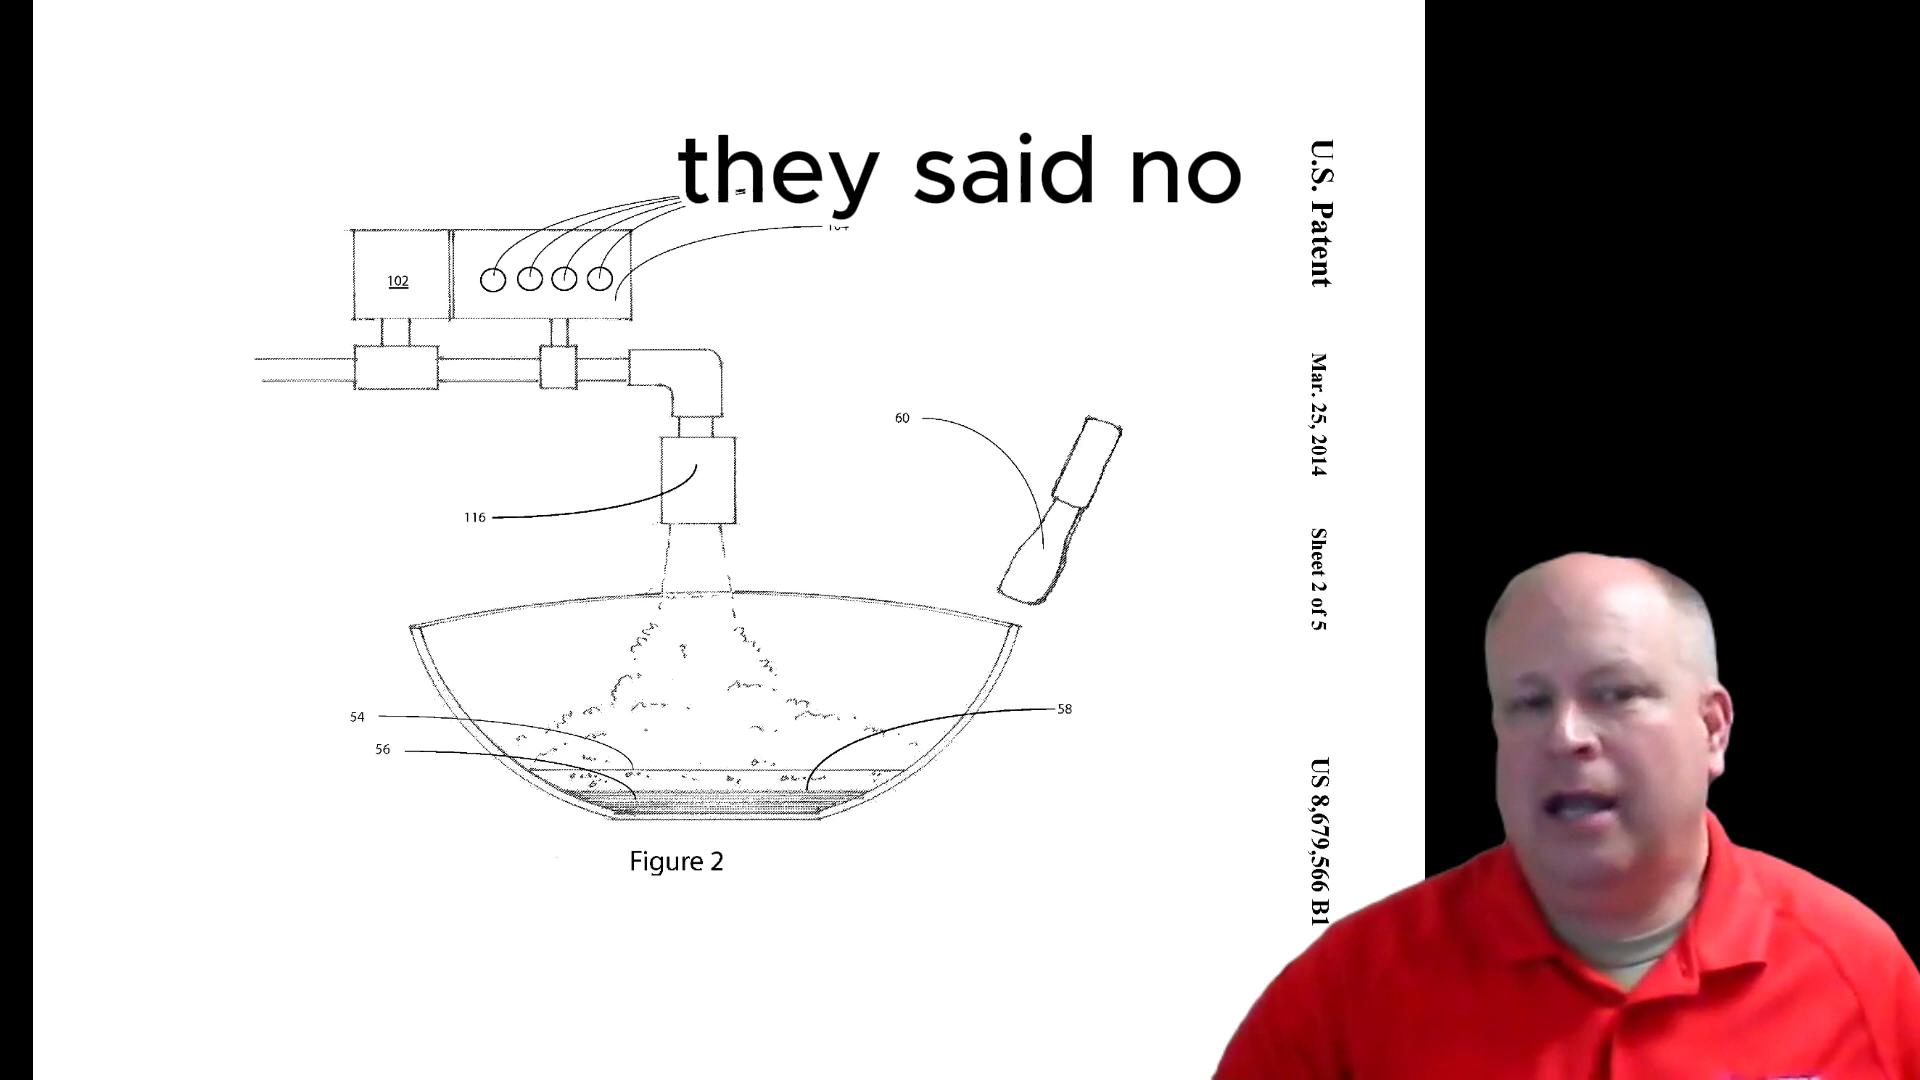 they said no
102
60
116
54
56
58
Figure 2
U.S. Patent Mar. 25, 2014 Sheet 2 of 5 US 8,679,566 B1